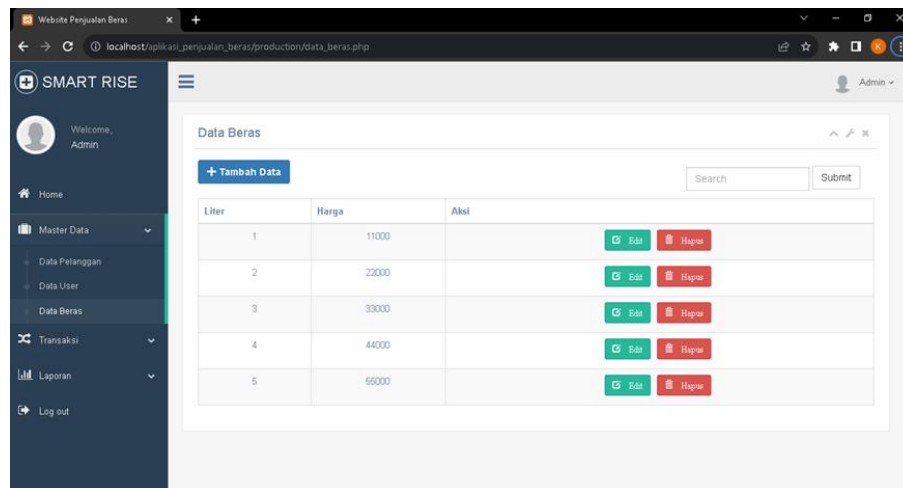 Website Penjualan Beras
localhost/aplikasi_penjualan_beras/production/data_beras.php
K
SMART RISE
Admin
Welcome,
Admin
Home
Master Data
Data Pelanggan
Data User
Data Beras
Transaksi
Laporan
Log out
Data Beras
+ Tambah Data
Search
Submit
Liter Harga Aksi
1 11000 Edit Hapus
2 22000 Edit Hapus
3 33000 Edit Hapus
4 44000 Edit Hapus
5 55000 Edit Hapus